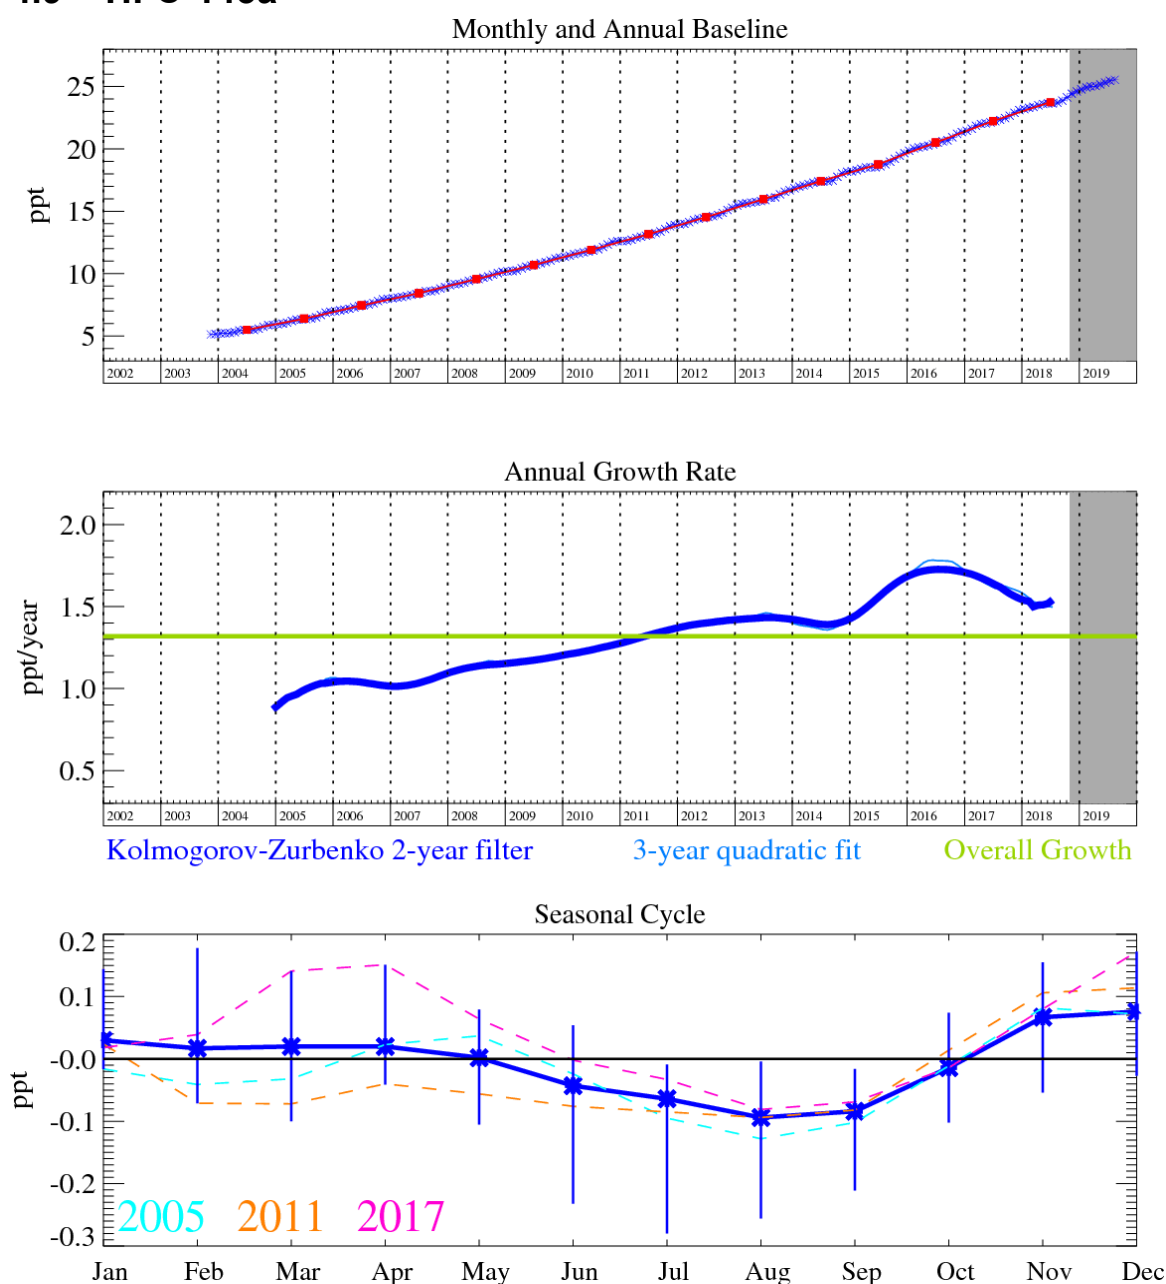 Monthly and Annual Baseline
25
20
15
10
5
ppt
2002 2003 2004 2005 2006 2007 2008 2009 2010 2011 2012 2013 2014 2015 2016 2017 2018 2019
Annual Growth Rate
2.0
1.5
1.0
0.5
ppt/year
2002 2003 2004 2005 2006 2007 2008 2009 2010 2011 2012 2013 2014 2015 2016 2017 2018 2019
Kolmogorov-Zurbenko 2-year filter 3-year quadratic fit Overall Growth
Seasonal Cycle
0.2
0.1
-0.0
-0.1
-0.2
-0.3
ppt
2005 2011 2017
Jan Feb Mar Apr May Jun Jul Aug Sep Oct Nov Dec